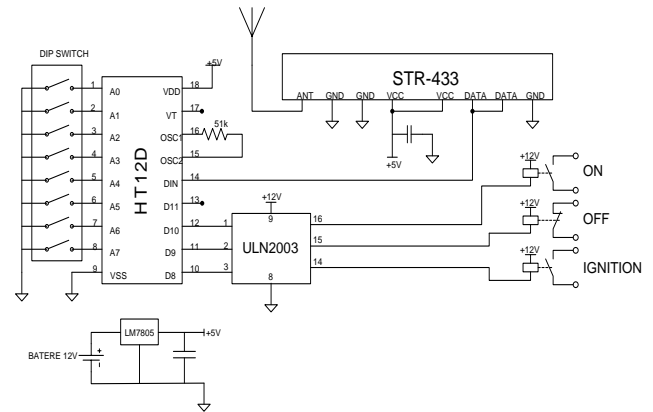 DIP SWITCH
+5V
STR-433
ANT GND GND VCC VCC DATA DATA GND
1 A0 VDD 18
2 A1 VT 17
3 A2 OSC1 16 51k
4 A3 OSC2 15
5 A4 DIN 14
6 A5 D11 13
7 A6 D10 12
8 A7 D9 11
9 VSS D8 10
HT12D
+5V
+12V
9
1
2
3
ULN2003
8
16
15
14
+12V
ON
+12V
OFF
+12V
IGNITION
LM7805
+5V
BATERE 12V
+
-